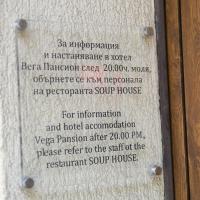 За информация
и настаняване в хотел
Вега Пансион след 20.00ч. моля,
обърнете се към персонала
на ресторанта SOUP HOUSE
For information
and hotel accomodation
Vega Pansion after 20.00 PM.,
please refer to the staff ot the
restaurant SOUP HOUSE.